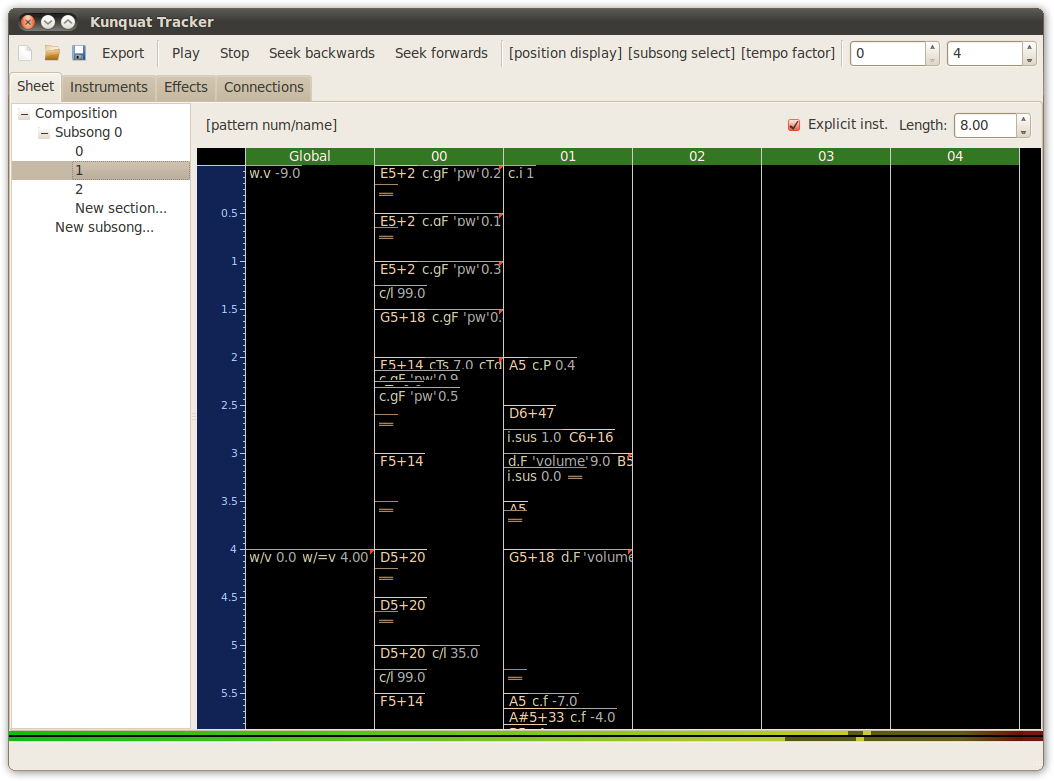 Kunquat Tracker
Export Play Stop Seek backwards Seek forwards [position display] [subsong select] [tempo factor] 0 4
Sheet Instruments Effects Connections
Composition
Subsong 0
0
1
2
New section...
New subsong...
[pattern num/name] Explicit inst. Length: 8.00
Global 00 01 02 03 04
w.v -9.0 E5+2 c.gF 'pw' 0.2 c.i 1
0.5 E5+2 c.gF 'pw' 0.1
1 E5+2 c.gF 'pw' 0.3
c/l 99.0
1.5 G5+18 c.gF 'pw' 0.
2 F5+14 cTs 7.0 cTd A5 c.P 0.4
c.gF 'pw' 0.9
c.gF 'pw' 0.5
2.5 D6+47
i.sus 1.0 C6+16
3 F5+14 d.F 'volume' 9.0 B5
i.sus 0.0
3.5 A5
4 w/v 0.0 w/=v 4.00 D5+20 G5+18 d.F 'volume
4.5 D5+20
5 D5+20 c/l 35.0
c/l 99.0
5.5 F5+14 A5 c.f -7.0
A#5+33 c.f -4.0